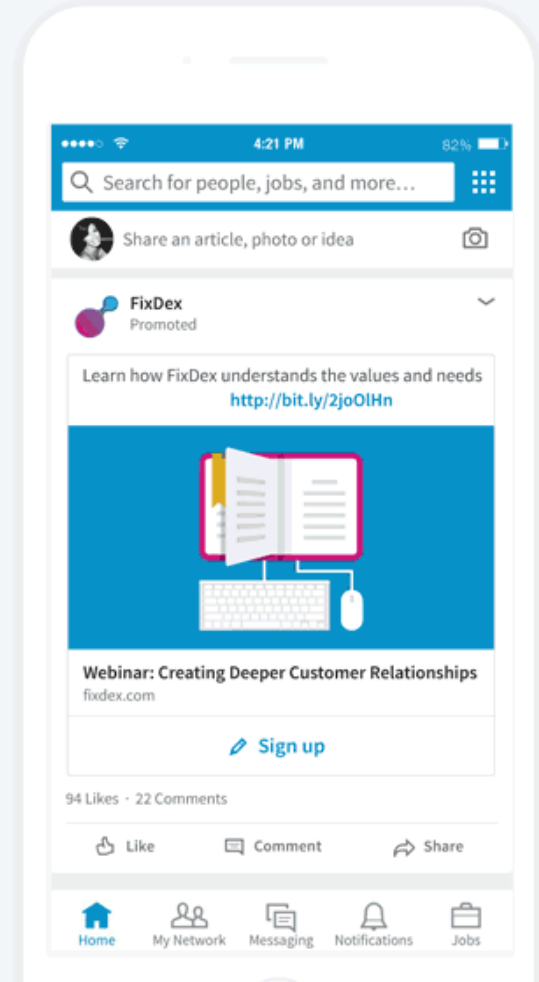 4:21 PM
82%
Search for people, jobs, and more...
Share an article, photo or idea
FixDex
Promoted
Learn how FixDex understands the values and needs
http://bit.ly/2joOlHn
Webinar: Creating Deeper Customer Relationships
fixdex.com
Sign up
94 Likes · 22 Comments
Like Comment Share
Home My Network Messaging Notifications Jobs